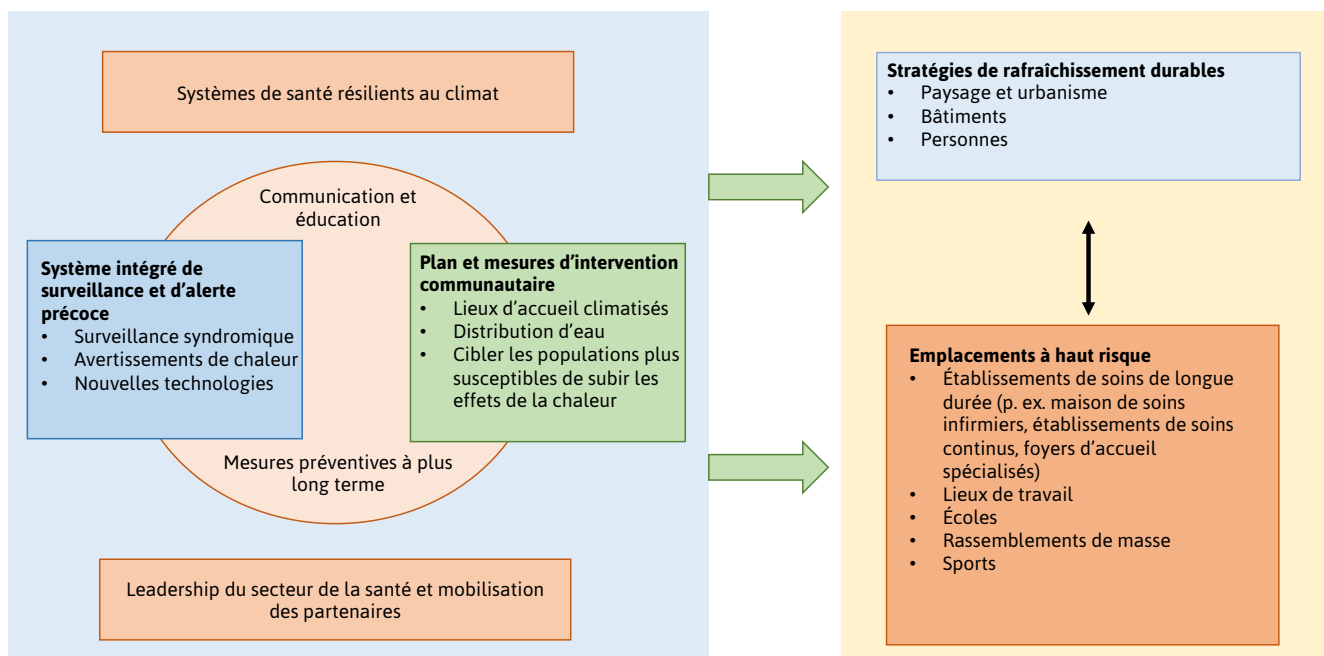 Systèmes de santé résilients au climat
Communication et
éducation
Système intégré de
surveillance et d'alerte
précoce
• Surveillance syndromique
• Avertissements de chaleur
• Nouvelles technologies
Plan et mesures d'intervention
communautaire
• Lieux d'accueil climatisés
• Distribution d'eau
• Cibler les populations plus
susceptibles de subir les
effets de la chaleur
Mesures préventives à plus
long terme
Leadership du secteur de la santé et mobilisation
des partenaires
Stratégies de rafraîchissement durables
• Paysage et urbanisme
• Bâtiments
• Personnes
Emplacements à haut risque
• Établissements de soins de longue
durée (p. ex. maison de soins
infirmiers, établissements de soins
continus, foyers d'accueil
spécialisés)
• Lieux de travail
• Écoles
• Rassemblements de masse
• Sports